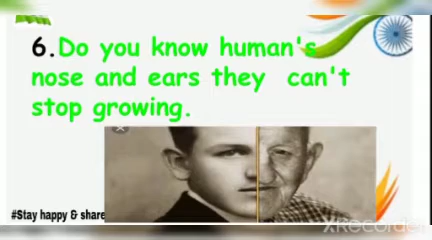 6.Do you know human's
nose and ears they can't
stop growing.
#Stay happy & share
XRecorder